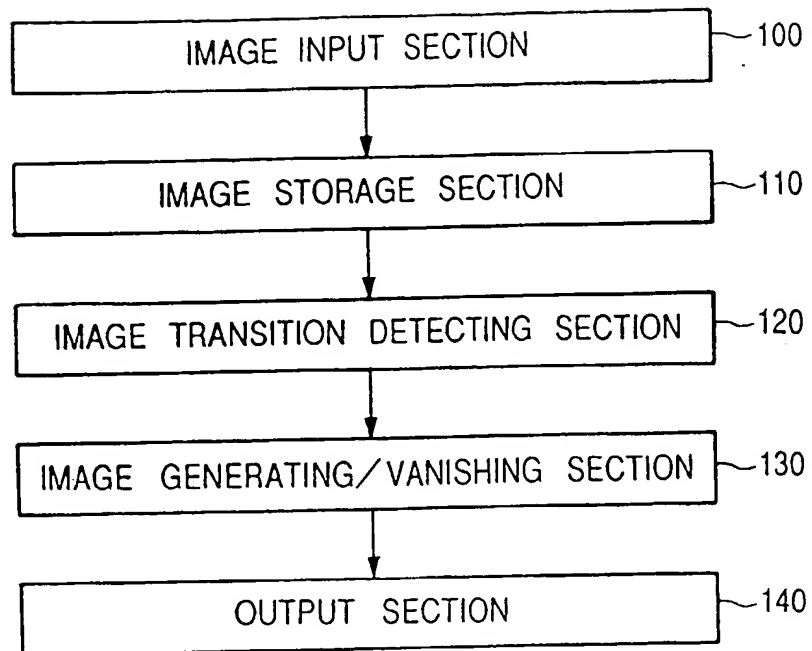 IMAGE INPUT SECTION 100
IMAGE STORAGE SECTION 110
IMAGE TRANSITION DETECTING SECTION 120
IMAGE GENERATING/VANISHING SECTION 130
OUTPUT SECTION 140